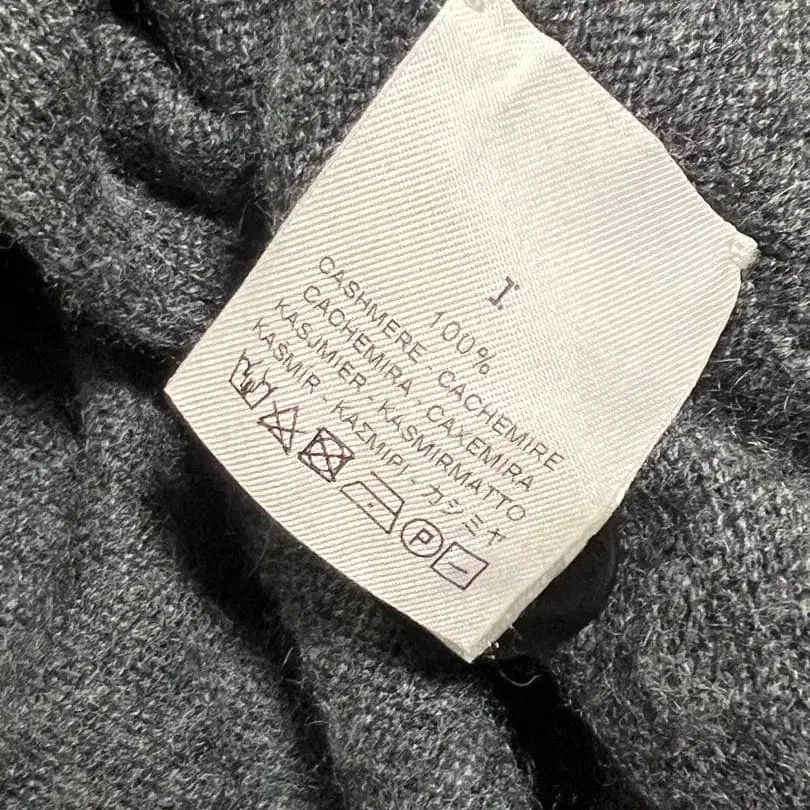 I
100%
CASHMERE - CACHEMIRE
CACHEMIRA - CAXEMIRA
KASJMIER - KASMIRMATTO
KASMIR - ΚΑΣΜΙΡΙ - カシミヤ
P